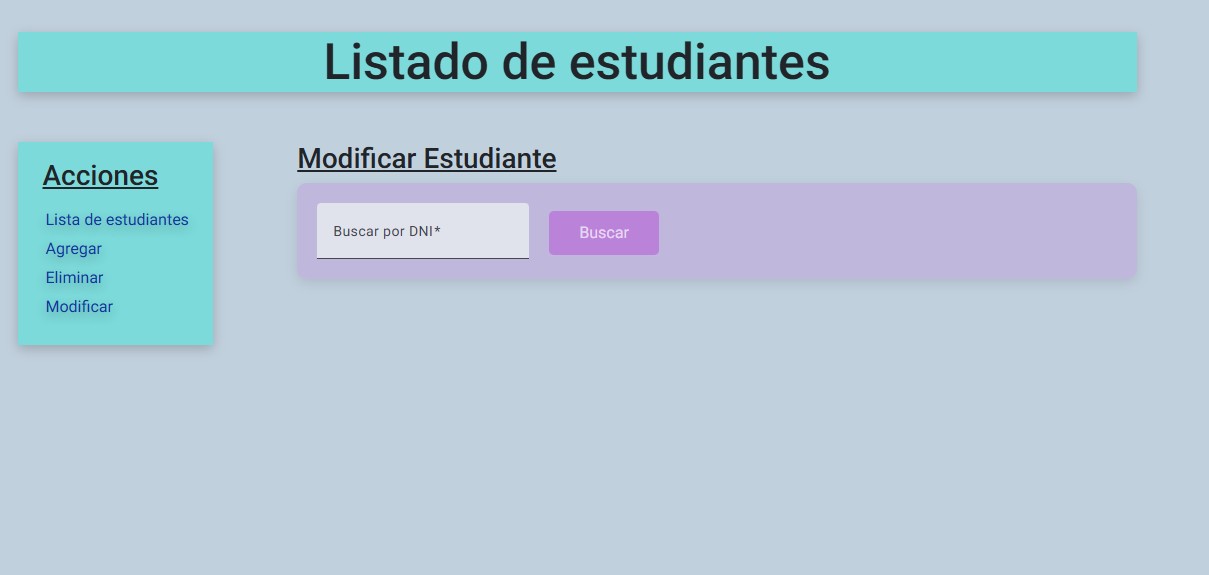 Listado de estudiantes
Acciones
Lista de estudiantes
Agregar
Eliminar
Modificar
Modificar Estudiante
Buscar por DNI*
Buscar